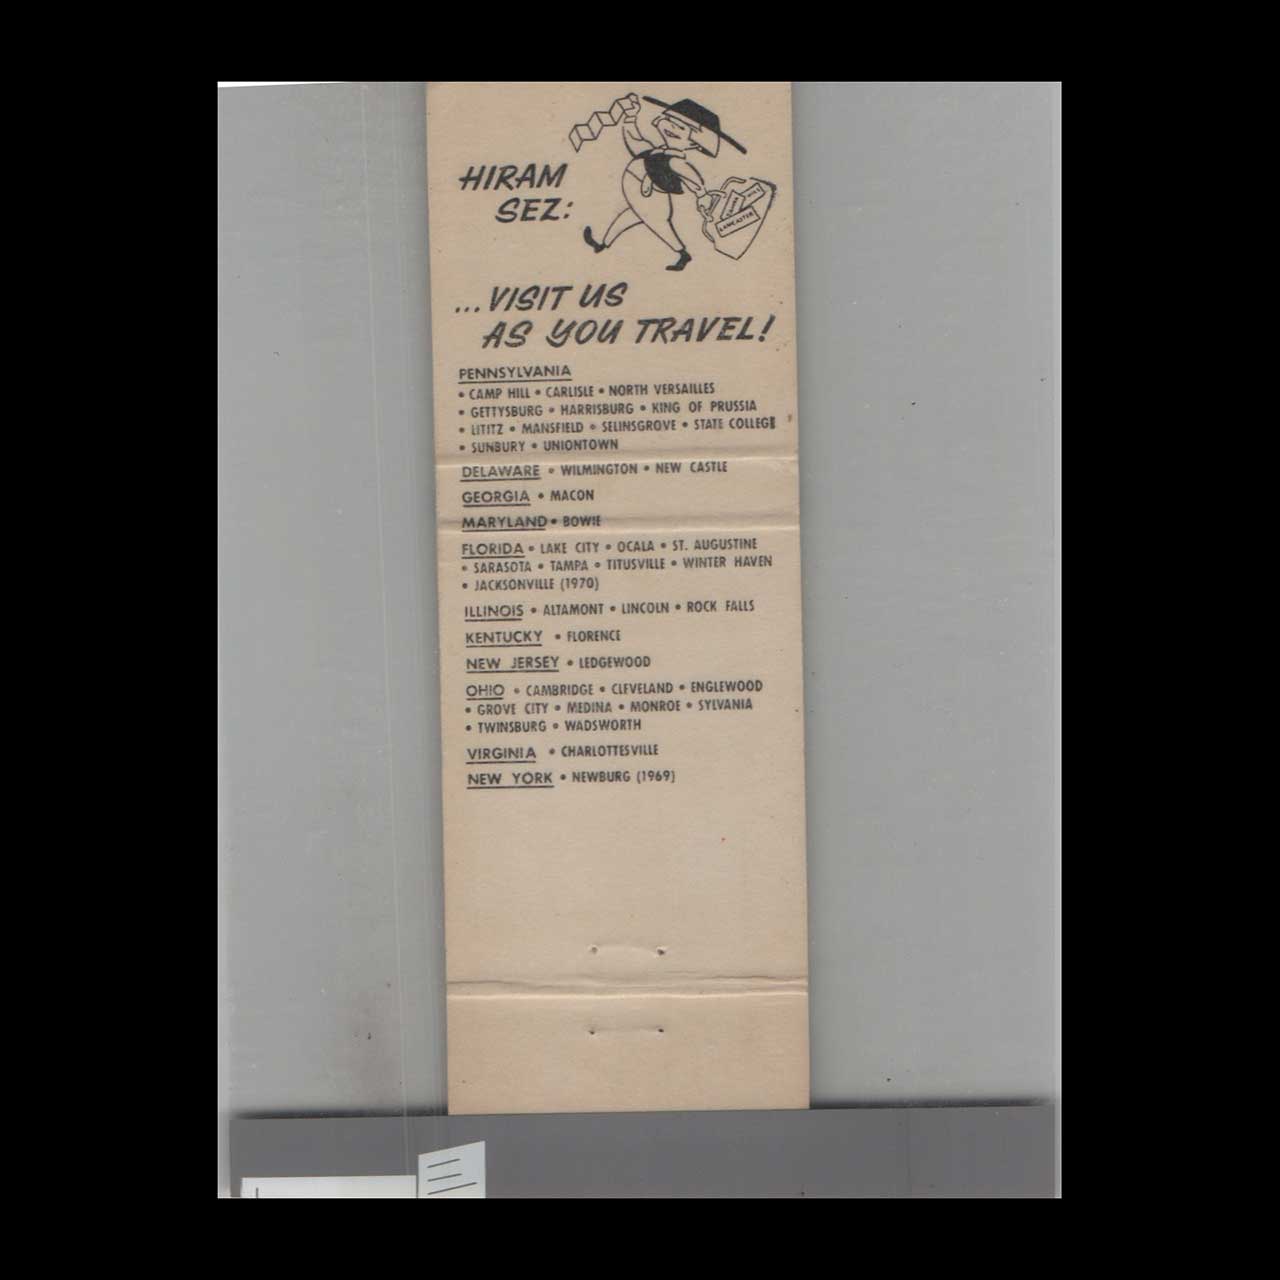 HIRAM
SEZ:
LANCASTER
...VISIT US
AS YOU TRAVEL!
PENNSYLVANIA
• CAMP HILL • CARLISLE • NORTH VERSAILLES
• GETTYSBURG • HARRISBURG • KING OF PRUSSIA
• LITITZ • MANSFIELD • SELINSGROVE • STATE COLLEGE
• SUNBURY • UNIONTOWN
DELAWARE • WILMINGTON • NEW CASTLE
GEORGIA • MACON
MARYLAND • BOWIE
FLORIDA • LAKE CITY • OCALA • ST. AUGUSTINE
• SARASOTA • TAMPA • TITUSVILLE • WINTER HAVEN
• JACKSONVILLE (1970)
ILLINOIS • ALTAMONT • LINCOLN • ROCK FALLS
KENTUCKY • FLORENCE
NEW JERSEY • LEDGEWOOD
OHIO • CAMBRIDGE • CLEVELAND • ENGLEWOOD
• GROVE CITY • MEDINA • MONROE • SYLVANIA
• TWINSBURG • WADSWORTH
VIRGINIA • CHARLOTTESVILLE
NEW YORK • NEWBURG (1969)